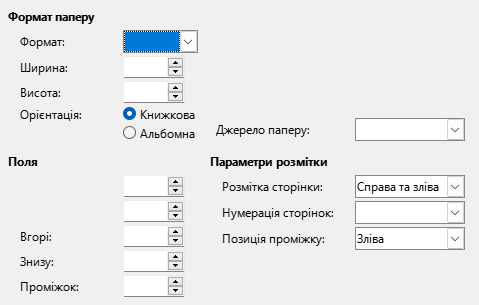 Формат паперу
Формат:
Ширина:
Висота:
Орієнтація: Книжкова
Альбомна
Джерело паперу:
Поля
Вгорі:
Знизу:
Проміжок:
Параметри розмітки
Розмітка сторінки: Справа та зліва
Нумерація сторінок:
Позиція проміжку: Зліва